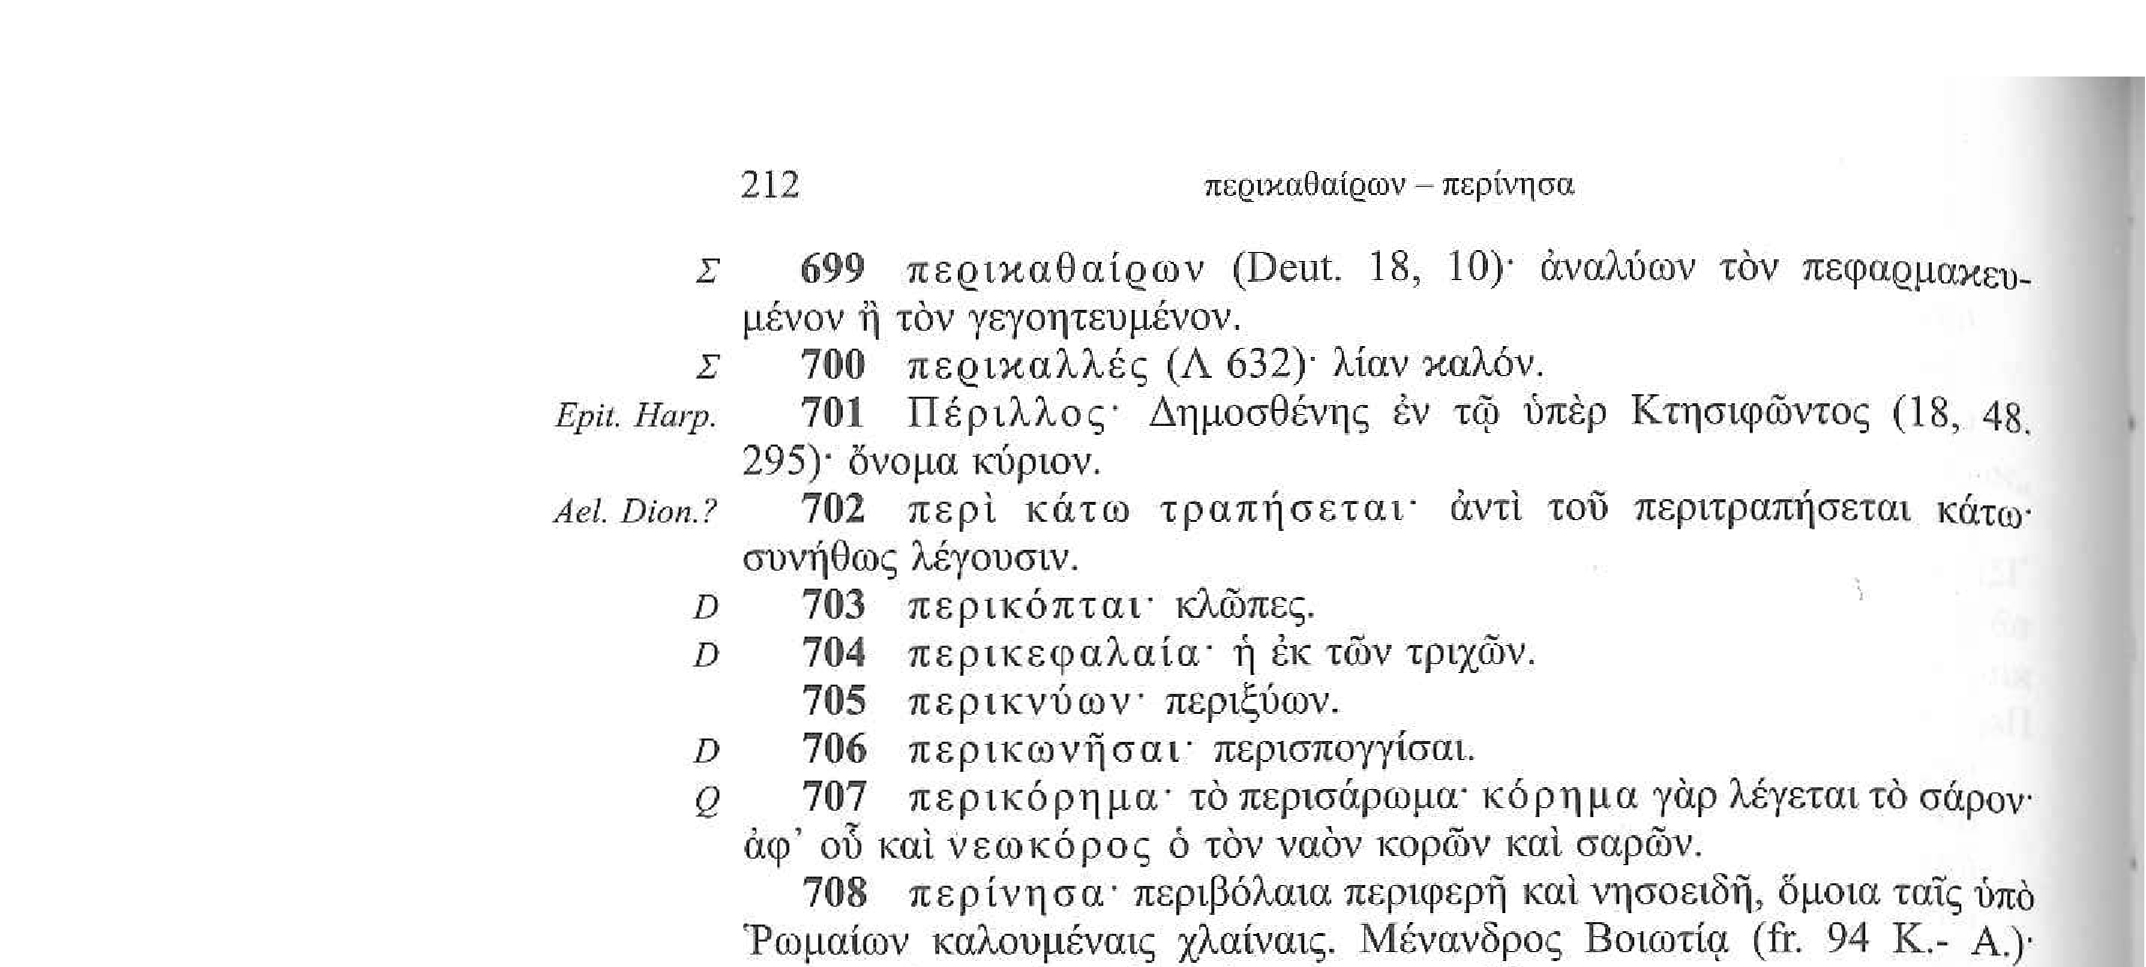 212 περικαθαίρων – περίνησα
Σ 699 περικαθαίρων (Deut. 18, 10)· ἀναλύων τὸν πεφαρμακευ-
μένον ἢ τὸν γεγοητευμένον.
Σ 700 περικαλλές (Λ 632)· λίαν καλόν.
Epit. Harp. 701 Πέριλλος· Δημοσθένης ἐν τῷ ὑπὲρ Κτησιφῶντος (18, 48.
295)· ὄνομα κύριον.
Ael. Dion.? 702 περὶ κάτω τραπήσεται· ἀντὶ τοῦ περιτραπήσεται κάτω·
συνήθως λέγουσιν.
D 703 περικόπται· κλῶπες.
D 704 περικεφαλαία· ἡ ἐκ τῶν τριχῶν.
705 περικνύων· περιξύων.
D 706 περικωνῆσαι· περισπογγίσαι.
Q 707 περικόρημα· τὸ περισάρωμα· κόρημα γὰρ λέγεται τὸ σάρον·
ἀφ’ οὗ καὶ νεωκόρος ὁ τὸν ναὸν κορῶν καὶ σαρῶν.
708 περίνησα· περιβόλαια περιφερῆ καὶ νησοειδῆ, ὅμοια ταῖς ὑπὸ
Ῥωμαίων καλουμέναις χλαίναις. Μένανδρος Βοιωτίᾳ (fr. 94 K.- A.)·